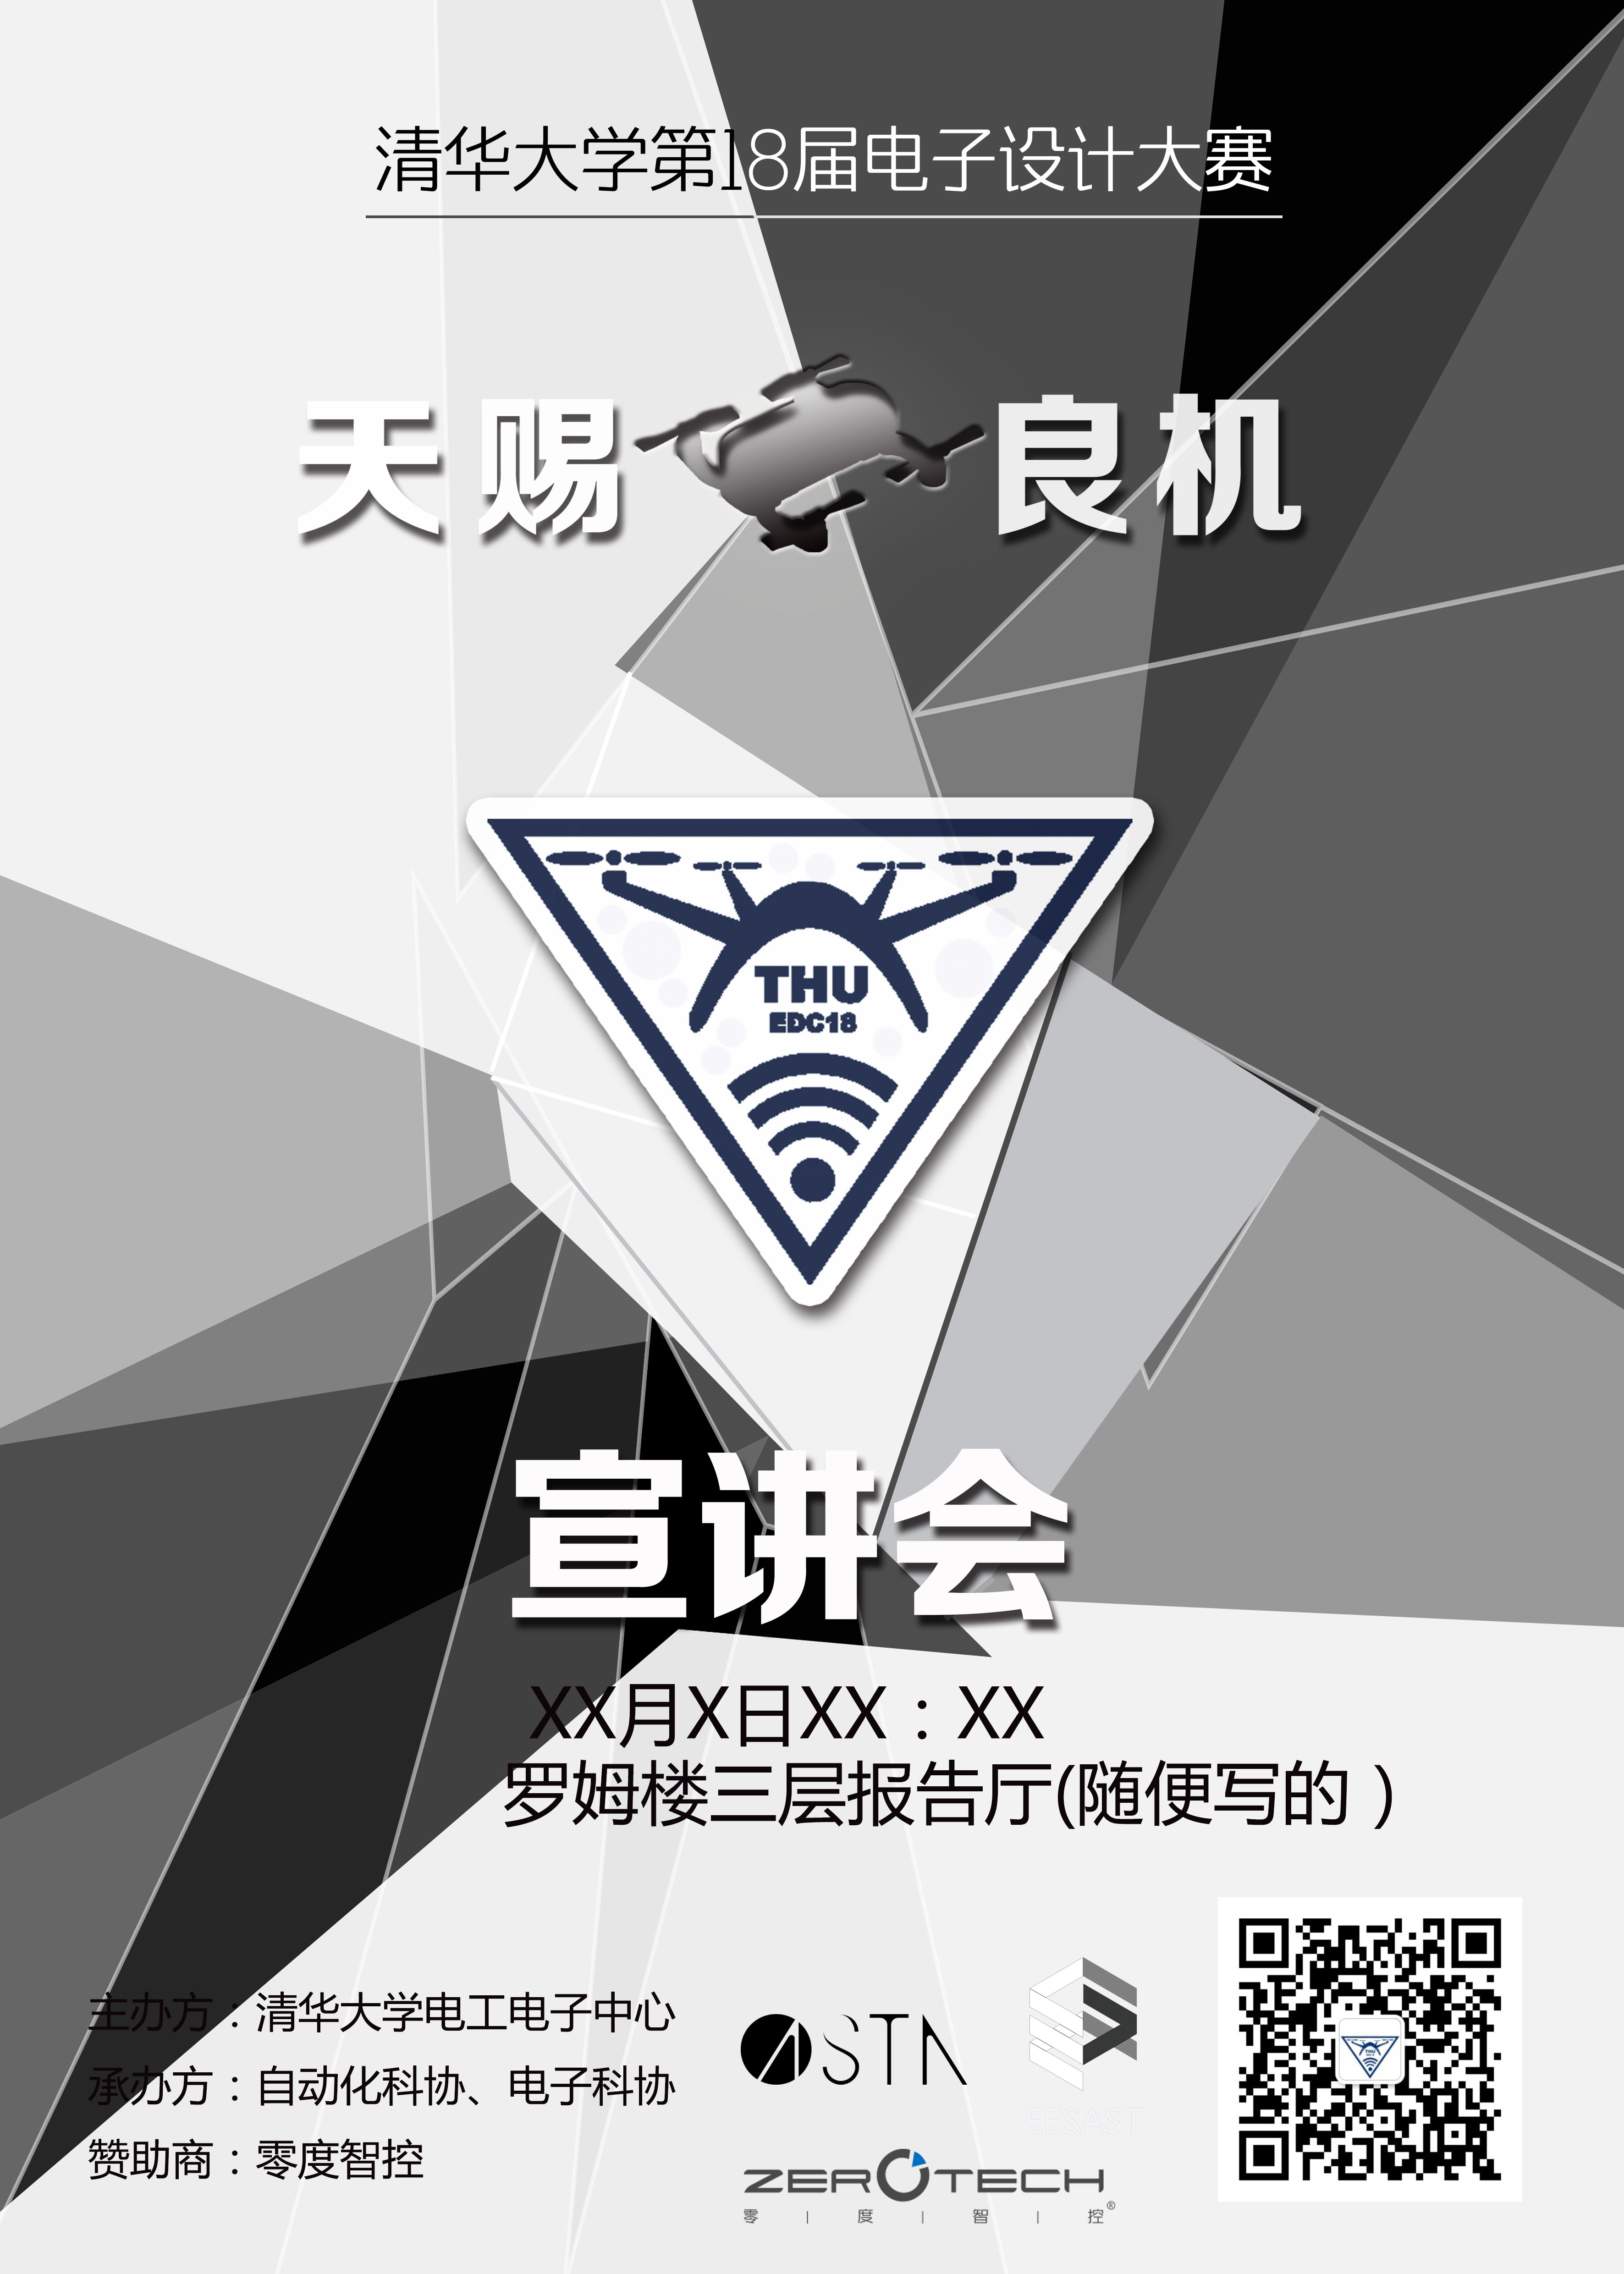 清华大学第18届电子设计大赛
天赐良机
THU
EDC18
宣讲会
XX月X日XX：XX
罗姆楼三层报告厅(随便写的）
主办方：清华大学电工电子中心
承办方：自动化科协、电子科协
赞助商：零度智控
ASTA
EESAST
ZEROTECH
零｜度｜智｜控®